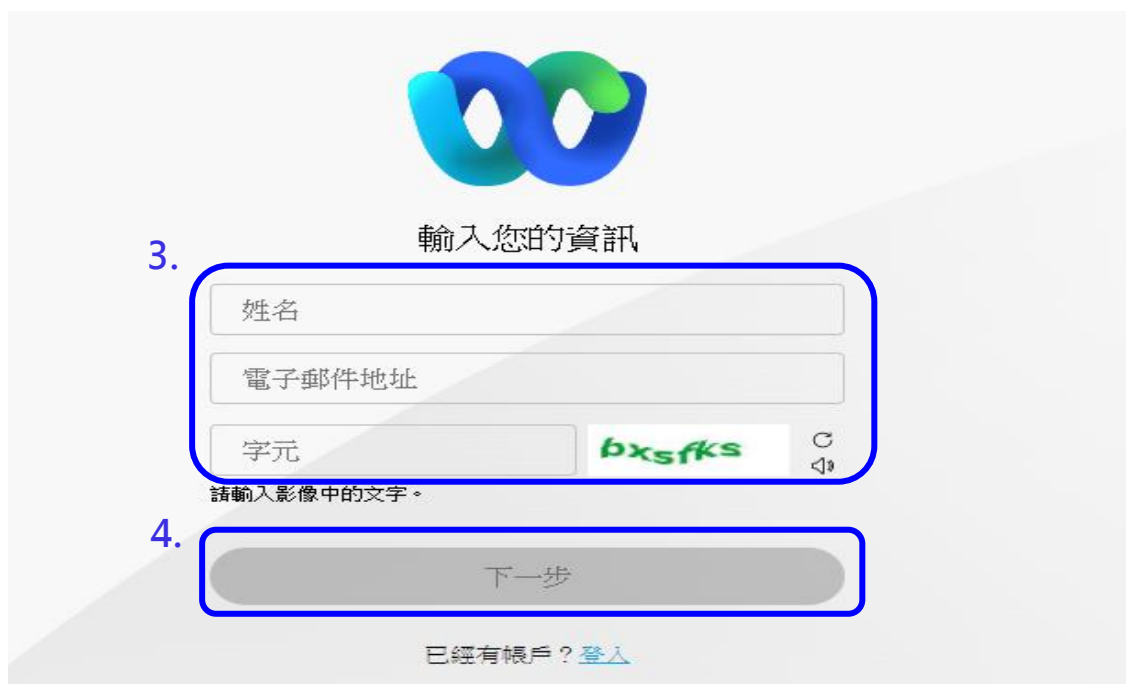 輸入您的資訊
3.
姓名
電子郵件地址
字元
bxsfks
請輸入影像中的文字。
4.
下一步
已經有帳戶？登入